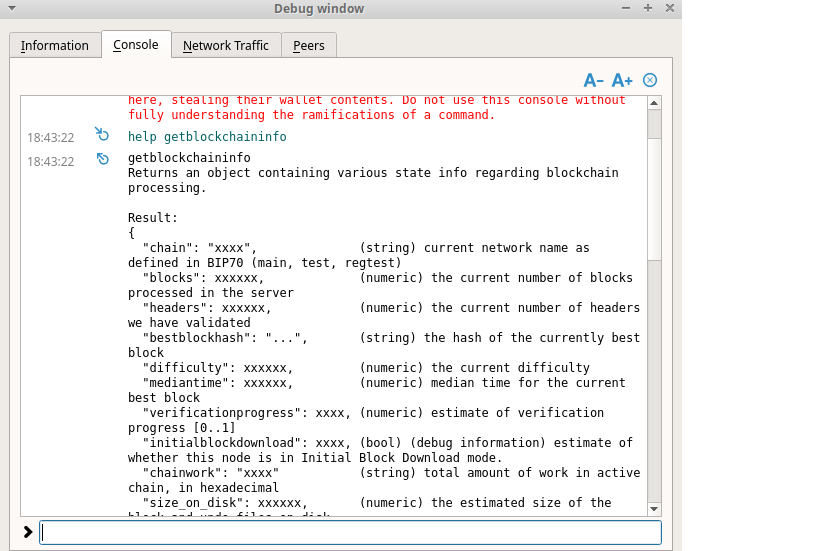 Debug window
Information Console Network Traffic Peers
A- A+
here, stealing their wallet contents. Do not use this console without
fully understanding the ramifications of a command.
18:43:22 help getblockchaininfo
18:43:22 getblockchaininfo
Returns an object containing various state info regarding blockchain
processing.
Result:
{
"chain": "xxxx", (string) current network name as
defined in BIP70 (main, test, regtest)
"blocks": xxxxxx, (numeric) the current number of blocks
processed in the server
"headers": xxxxxx, (numeric) the current number of headers
we have validated
"bestblockhash": "...", (string) the hash of the currently best
block
"difficulty": xxxxxx, (numeric) the current difficulty
"mediantime": xxxxxx, (numeric) median time for the current
best block
"verificationprogress": xxxx, (numeric) estimate of verification
progress [0..1]
"initialblockdownload": xxxx, (bool) (debug information) estimate of
whether this node is in Initial Block Download mode.
"chainwork": "xxxx" (string) total amount of work in active
chain, in hexadecimal
"size_on_disk": xxxxxx, (numeric) the estimated size of the
block and undo files on disk